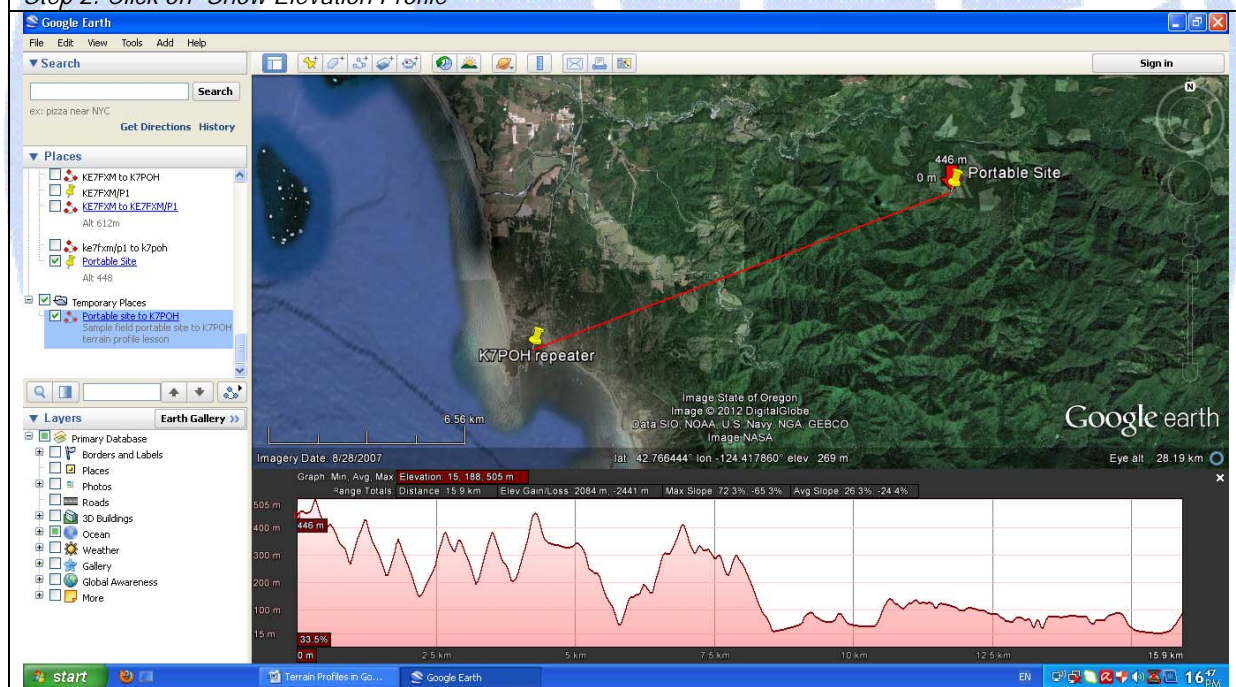 Step 2: Click on "Show Elevation Profile"
Google Earth
File Edit View Tools Add Help
Search
Search
ex: pizza near NYC
Get Directions History
Places
KE7FXM to K7POH
KE7FXM/P1
KE7FXM to KE7FXM/P1
Alt 612m
ke7fxm/p1 to k7poh
Portable Site
Alt 448
Temporary Places
Portable site to K7POH
Sample field portable site to K7POH
terrain profile lesson
Layers
Earth Gallery >>
Primary Database
Borders and Labels
Places
Photos
Roads
3D Buildings
Ocean
Weather
Gallery
Global Awareness
More
Sign in
N
446 m
0 m
Portable Site
K7POH repeater
6.56 km
Image State of Oregon
Image © 2012 DigitalGlobe
Data SIO, NOAA, U.S. Navy, NGA, GEBCO
Image NASA
Google earth
Imagery Date: 8/28/2007 lat 42.766444° lon -124.417860° elev 269 m Eye alt 28.19 km
Graph: Min, Avg, Max Elevation: 15, 188, 505 m
Range Totals: Distance: 15.9 km Elev Gain/Loss: 2084 m, -2441 m Max Slope: 72.3%, -65.3% Avg Slope: 26.3%, -24.4%
505 m
446 m
400 m
300 m
200 m
100 m
15 m
33.5%
0 m 2.5 km 5 km 7.5 km 10 km 12.5 km 15.9 km
start
Terrain Profiles in Go...
Google Earth
EN
16:47
PM